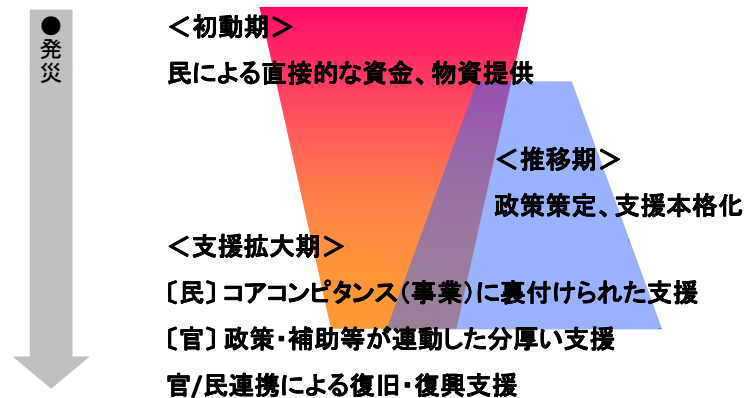 ●発災
＜初動期＞
民による直接的な資金、物資提供
＜推移期＞
政策策定、支援本格化
＜支援拡大期＞
〔民〕コアコンピタンス（事業）に裏付けられた支援
〔官〕政策・補助等が連動した分厚い支援
官/民連携による復旧・復興支援